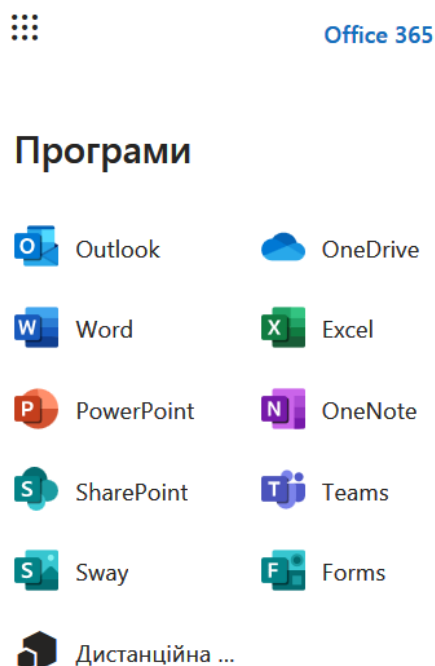 Office 365
Програми
Outlook
OneDrive
Word
Excel
PowerPoint
OneNote
SharePoint
Teams
Sway
Forms
Дистанційна ...